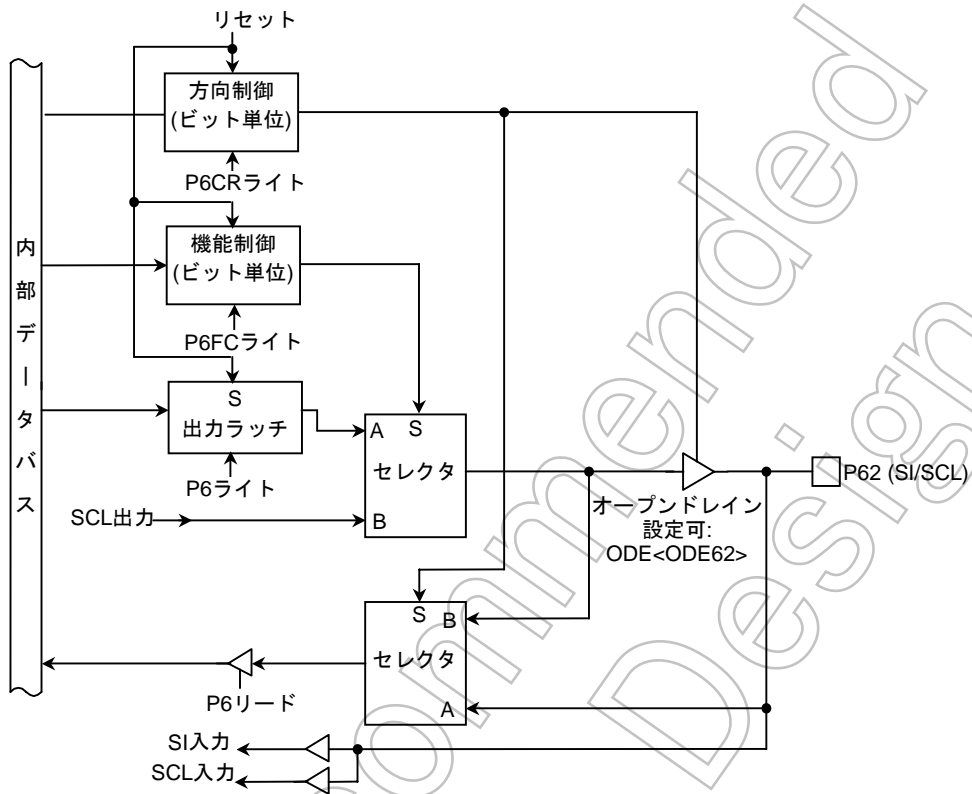 リセット
方向制御
(ビット単位)
P6CRライト
内部データバス
機能制御
(ビット単位)
P6FCライト
S
出力ラッチ
P6ライト
SCL出力
A
S
セレクタ
B
P62 (SI/SCL)
オープンドレイン
設定可:
ODE<ODE62>
S
B
セレクタ
A
P6リード
SI入力
SCL入力
ommended
Design